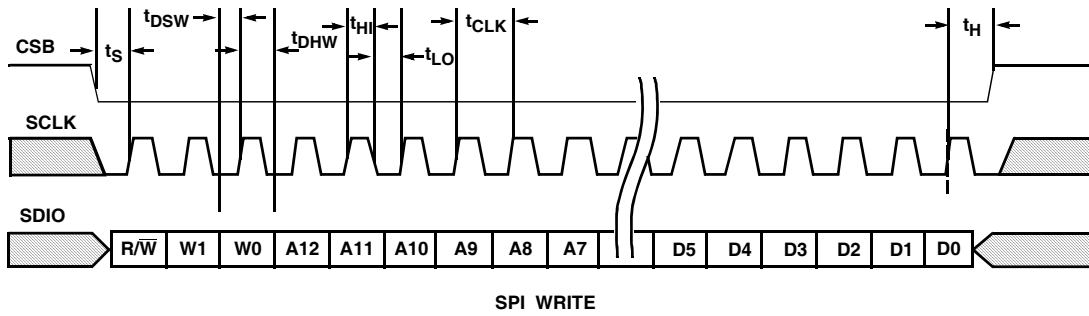 tDSW tHI tCLK tH
CSB tS tDHW tLO
SCLK
SDIO
R/W̅ W1 W0 A12 A11 A10 A9 A8 A7 D5 D4 D3 D2 D1 D0
SPI WRITE